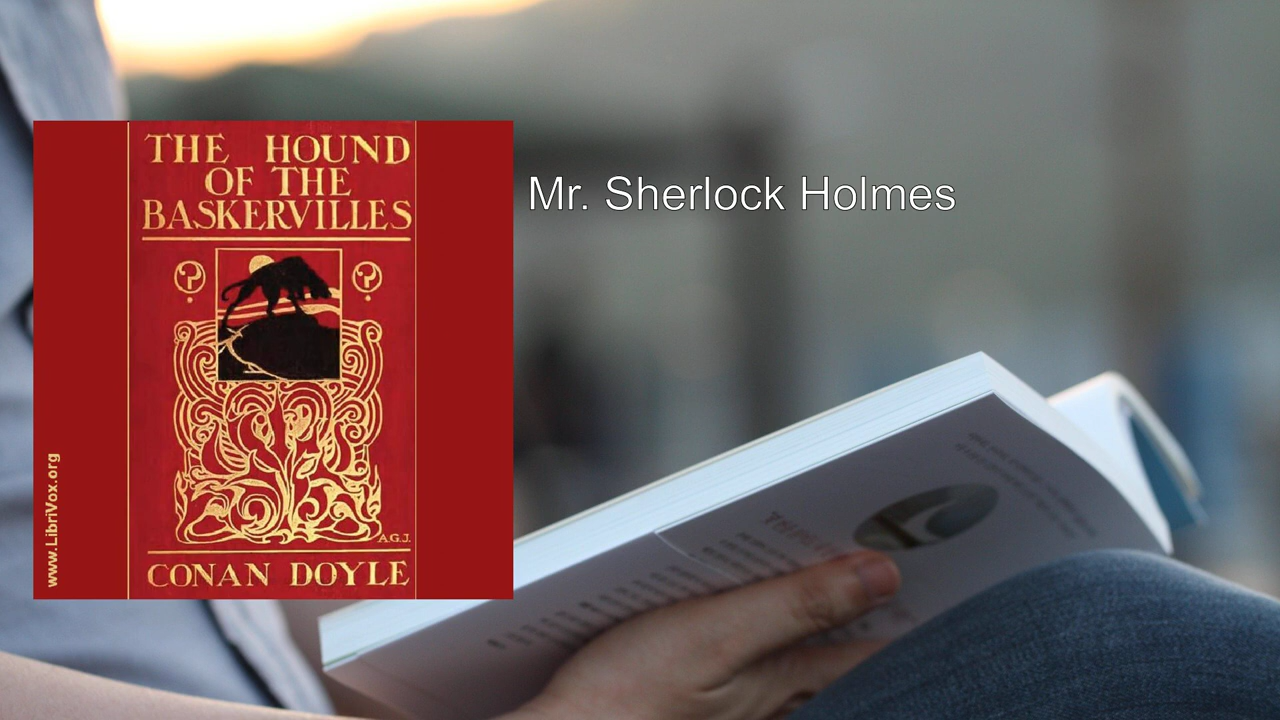 THE HOUND
OF THE
BASKERVILLES
? ?
A.G.J.
CONAN DOYLE
www.LibriVox.org
Mr. Sherlock Holmes